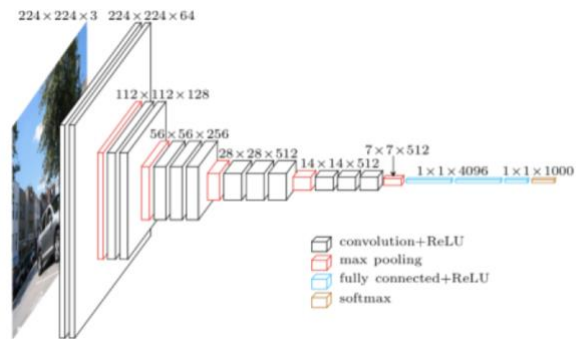 224×224×3
224×224×64
112×112×128
56×56×256
28×28×512
14×14×512
7×7×512
1×1×4096
1×1×1000
convolution+ReLU
max pooling
fully connected+ReLU
softmax